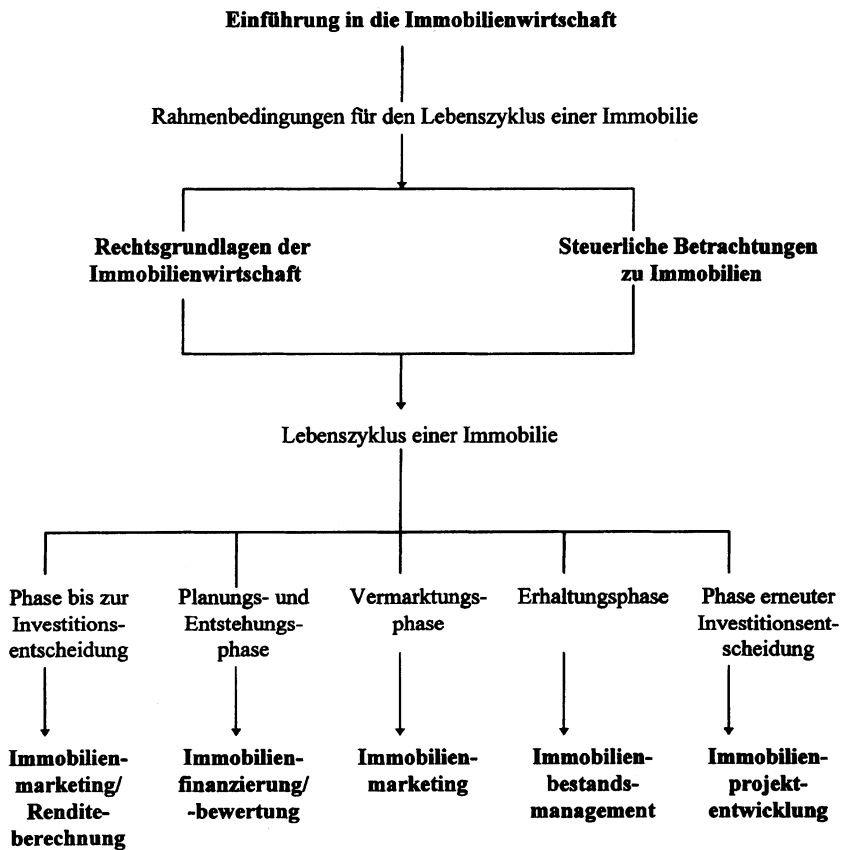 Einführung in die Immobilienwirtschaft
Rahmenbedingungen für den Lebenszyklus einer Immobilie
Rechtsgrundlagen der
Immobilienwirtschaft
Steuerliche Betrachtungen
zu Immobilien
Lebenszyklus einer Immobilie
Phase bis zur
Investitions-
entscheidung
Planungs- und
Entstehungs-
phase
Vermarktungs-
phase
Erhaltungsphase
Phase erneuter
Investitionsent-
scheidung
Immobilien-
marketing/
Rendite-
berechnung
Immobilien-
finanzierung/
-bewertung
Immobilien-
marketing
Immobilien-
bestands-
management
Immobilien-
projekt-
entwicklung